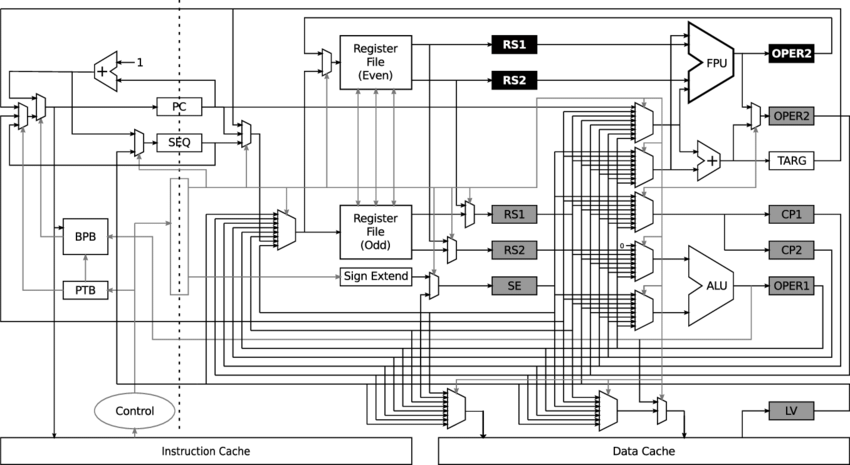 RS1
OPER2
Register
File
(Even)
FPU
RS2
+
1
PC
OPER2
SEQ
+
TARG
Register
File
(Odd)
RS1
CP1
BPB
0
RS2
CP2
Sign Extend
SE
ALU
OPER1
PTB
Control
LV
Instruction Cache
Data Cache